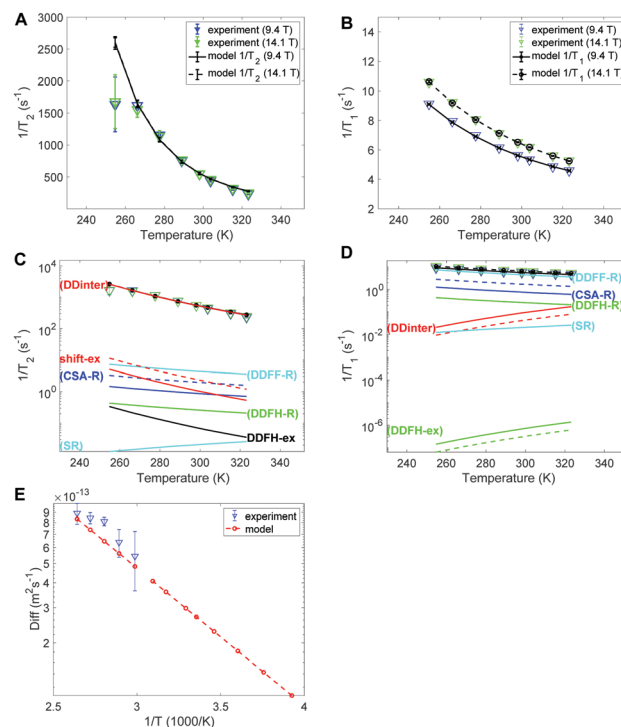 A
3000
2500
2000
1500
1000
500
1/T2 (s-1)
experiment (9.4 T)
experiment (14.1 T)
model 1/T2 (9.4 T)
model 1/T2 (14.1 T)
240 260 280 300 320 340
Temperature (K)
B
14
12
10
8
6
4
2
1/T1 (s-1)
experiment (9.4 T)
experiment (14.1 T)
model 1/T1 (9.4 T)
model 1/T1 (14.1 T)
240 260 280 300 320 340
Temperature (K)
C
10^4
10^2
10^0
1/T2 (s-1)
(DDinter)
shift-ex
(CSA-R)
(SR)
(DDFF-R)
(DDFH-R)
DDFH-ex
240 260 280 300 320 340
Temperature (K)
D
10^0
10^-2
10^-4
10^-6
1/T1 (s-1)
(DDFF-R)
(CSA-R)
(DDFH-R)
(DDinter)
(SR)
(DDFH-ex)
240 260 280 300 320 340
Temperature (K)
E
×10^-13
9
8
7
6
5
4
3
2
Diff (m2s-1)
experiment
model
2.5 3 3.5 4
1/T (1000/K)